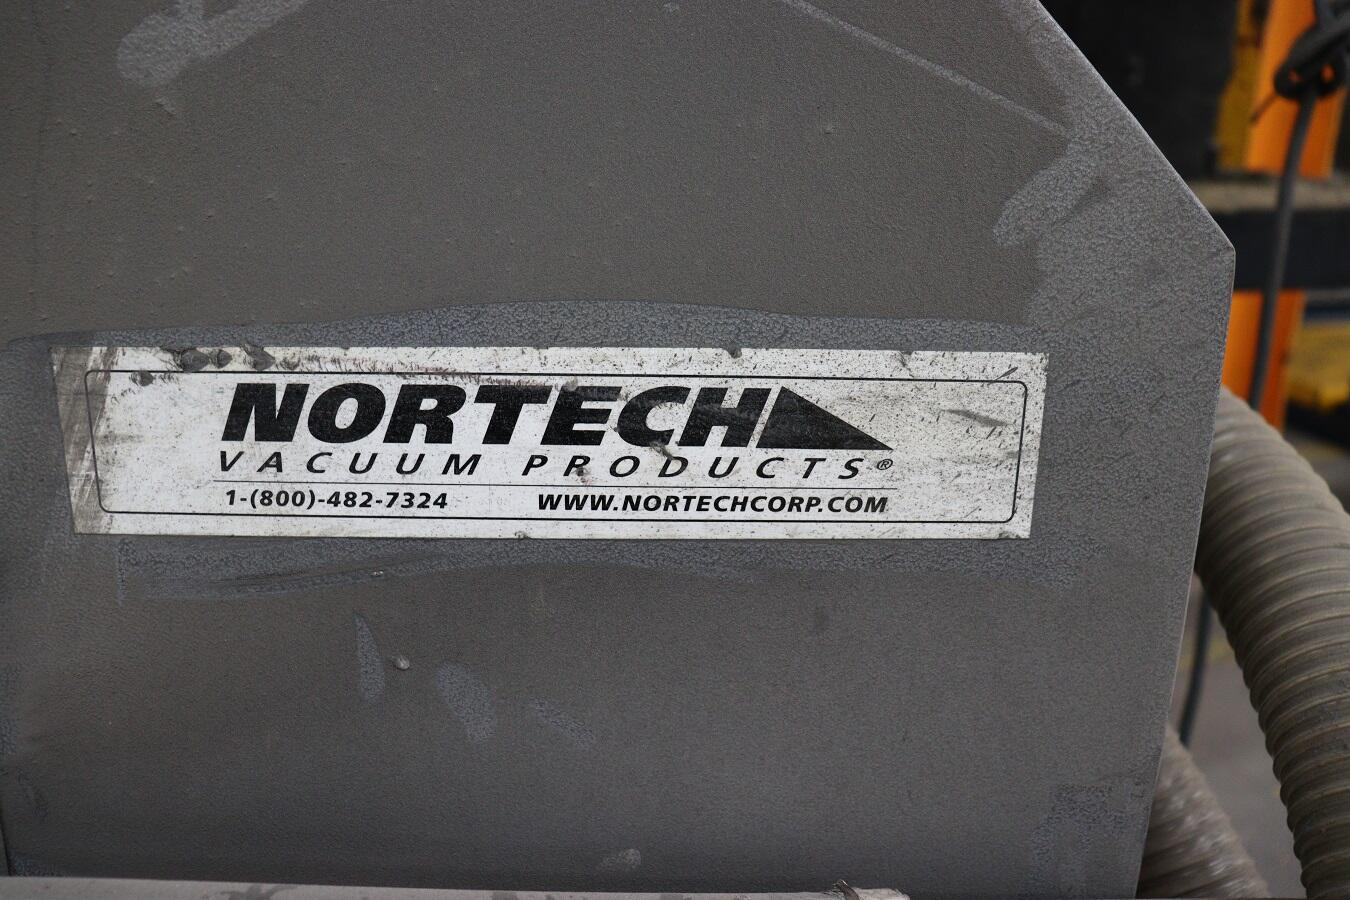 NORTECH
VACUUM PRODUCTS®
1-(800)-482-7324 WWW.NORTECHCORP.COM